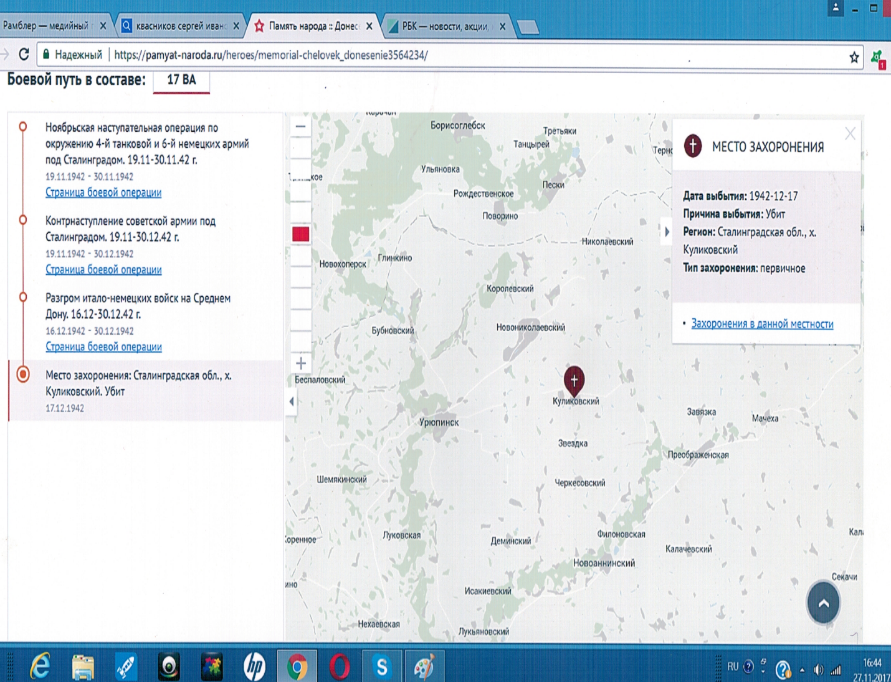 Рамблер — медийный
квасников сергей иван
Память народа :: Донес
РБК — новости, акции,
Надежный
https://pamyat-naroda.ru/heroes/memorial-chelovek_donesenie3564234/
1
Боевой путь в составе:
17 ВА
Ноябрьская наступательная операция по
окружению 4-й танковой и 6-й немецких армий
под Сталинградом. 19.11-30.11.42 г.
19.11.1942 - 30.11.1942
Страница боевой операции
Контрнаступление советской армии под
Сталинградом. 19.11-30.12.42 г.
19.11.1942 - 30.12.1942
Страница боевой операции
Разгром итало-немецких войск на Среднем
Дону. 16.12-30.12.42 г.
16.12.1942 - 30.12.1942
Страница боевой операции
Место захоронения: Сталинградская обл., х.
Куликовский. Убит
17.12.1942
Борисоглебск
Третьяки
Танцырей
Терно
Ульяновка
Пески
Рождественское
Поворино
Николаевский
Новохоперск
Глинкино
Королевский
Бубновский
Новониколаевский
Беспаловский
Куликовский
Урюпинск
Завязка
Мачеха
Звездка
Преображенская
Шемякинский
Черкесовский
Луковская
Деминский
Филоновская
Калачёвский
Новоаннинский
Секачи
Исакиевский
Нехаевская
Лукьяновский
МЕСТО ЗАХОРОНЕНИЯ
Дата выбытия: 1942-12-17
Причина выбытия: Убит
Регион: Сталинградская обл., х.
Куликовский
Тип захоронения: первичное
Захоронения в данной местности
hp
RU
16:44
27.11.2017